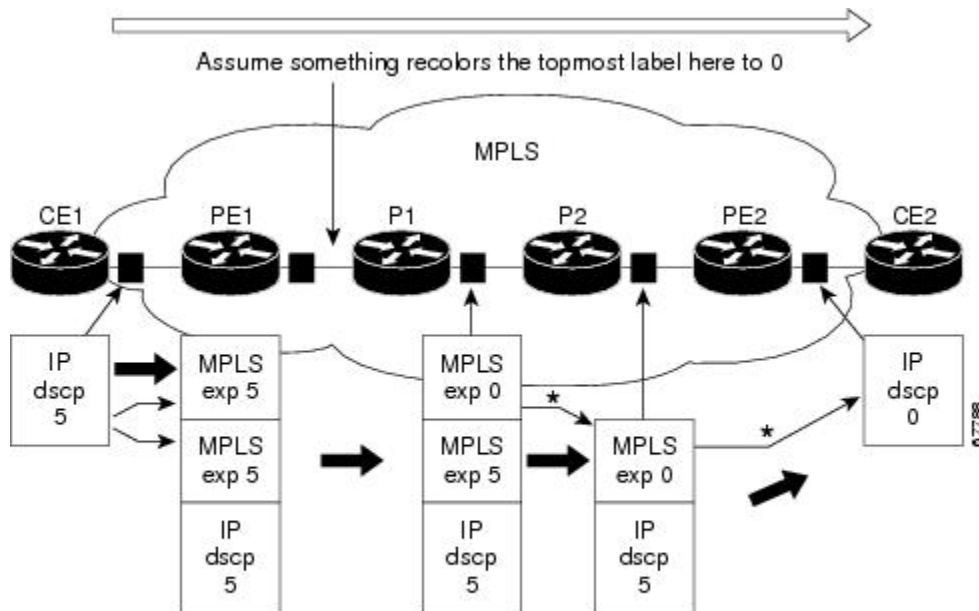 Assume something recolors the topmost label here to 0
MPLS
CE1
PE1
P1
P2
PE2
CE2
IP
dscp
5
MPLS
exp 5
MPLS
exp 5
IP
dscp
5
MPLS
exp 0
MPLS
exp 5
IP
dscp
5
*
MPLS
exp 0
IP
dscp
5
*
IP
dscp
0